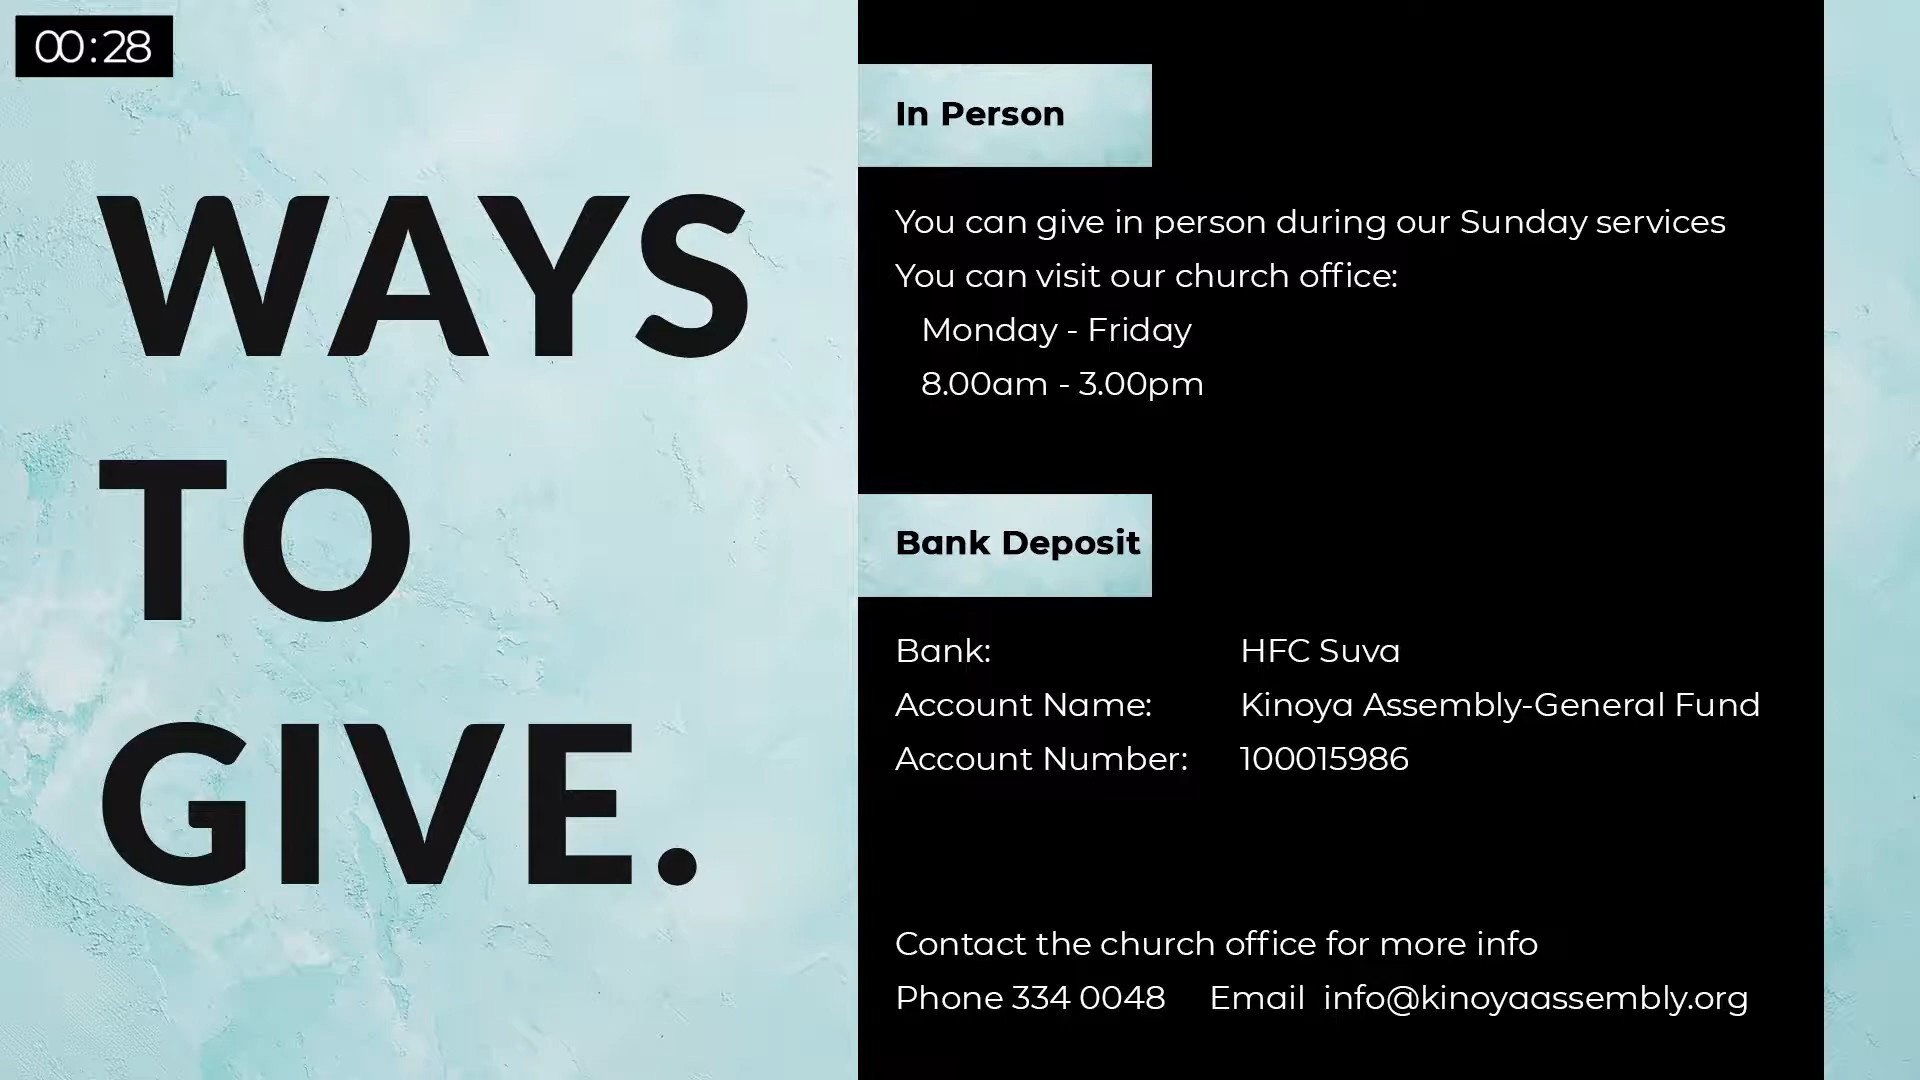 00:28
WAYS
TO
GIVE.
In Person
You can give in person during our Sunday services
You can visit our church office:
Monday - Friday
8.00am - 3.00pm
Bank Deposit
Bank: HFC Suva
Account Name: Kinoya Assembly-General Fund
Account Number: 100015986
Contact the church office for more info
Phone 334 0048 Email info@kinoyaassembly.org